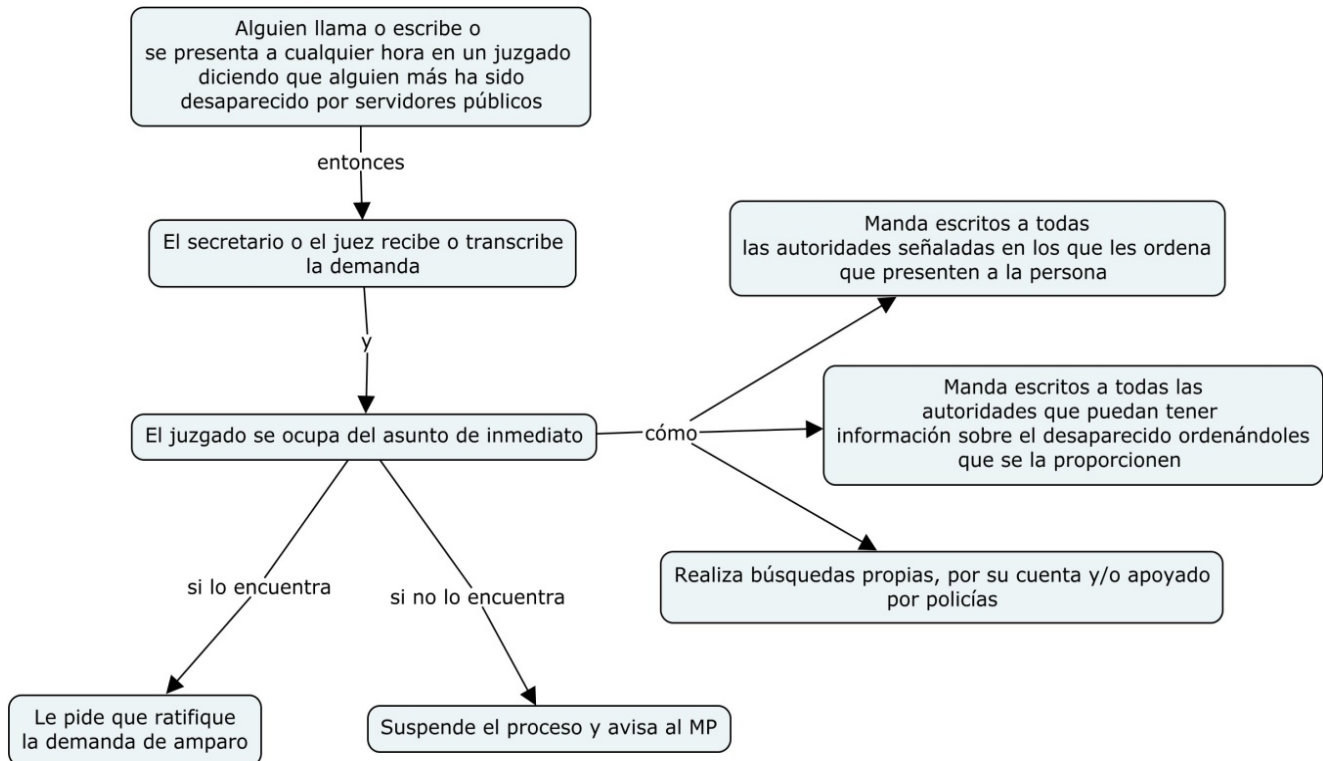 Alguien llama o escribe o
se presenta a cualquier hora en un juzgado
diciendo que alguien más ha sido
desaparecido por servidores públicos
entonces
El secretario o el juez recibe o transcribe
la demanda
y
El juzgado se ocupa del asunto de inmediato
cómo
Manda escritos a todas
las autoridades señaladas en los que les ordena
que presenten a la persona
Manda escritos a todas las
autoridades que puedan tener
información sobre el desaparecido ordenándoles
que se la proporcionen
Realiza búsquedas propias, por su cuenta y/o apoyado
por policías
si lo encuentra
si no lo encuentra
Le pide que ratifique
la demanda de amparo
Suspende el proceso y avisa al MP